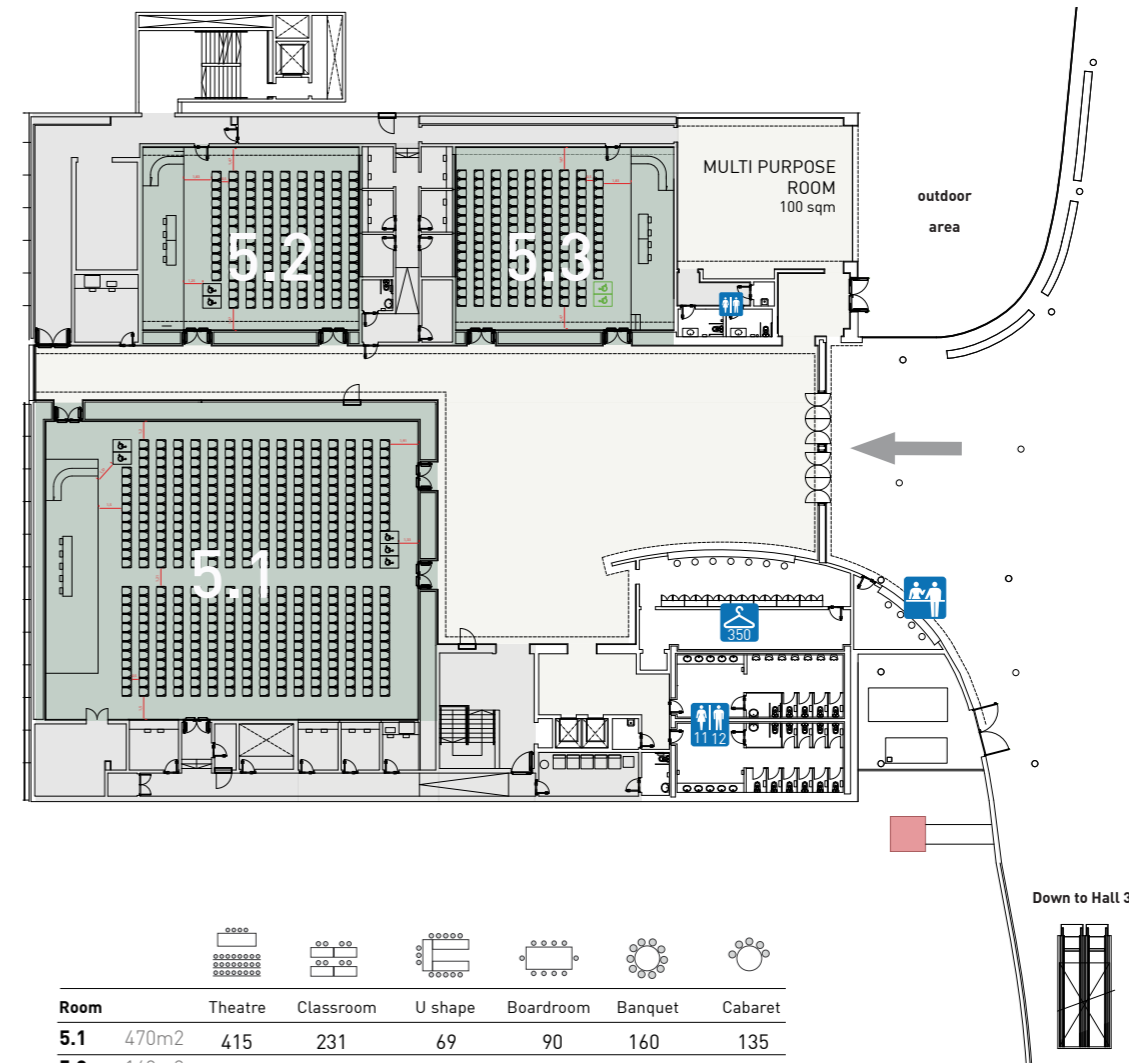 MULTI PURPOSE
ROOM
100 sqm
outdoor
area
5.2
5.3
5.1
350
11 12
Down to Hall 3
Room Theatre Classroom U shape Boardroom Banquet Cabaret
5.1 470m2 415 231 69 90 160 135